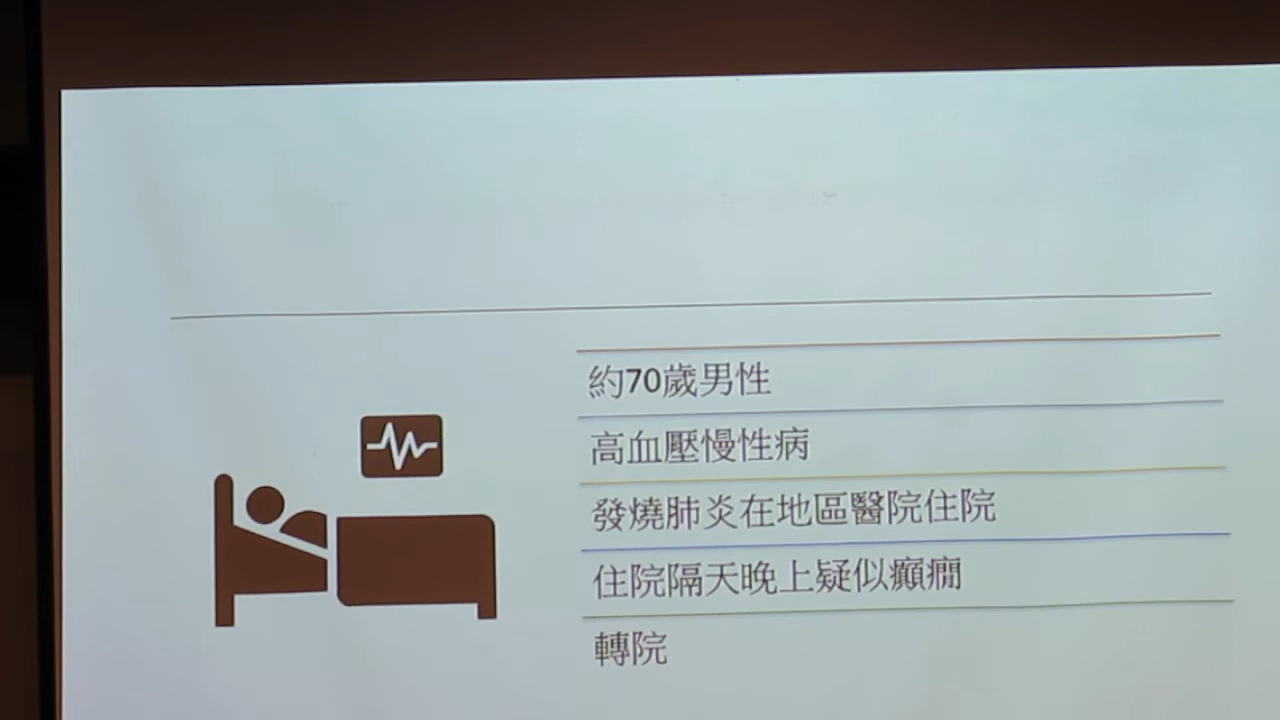 約70歲男性
高血壓慢性病
發燒肺炎在地區醫院住院
住院隔天晚上疑似癲癇
轉院